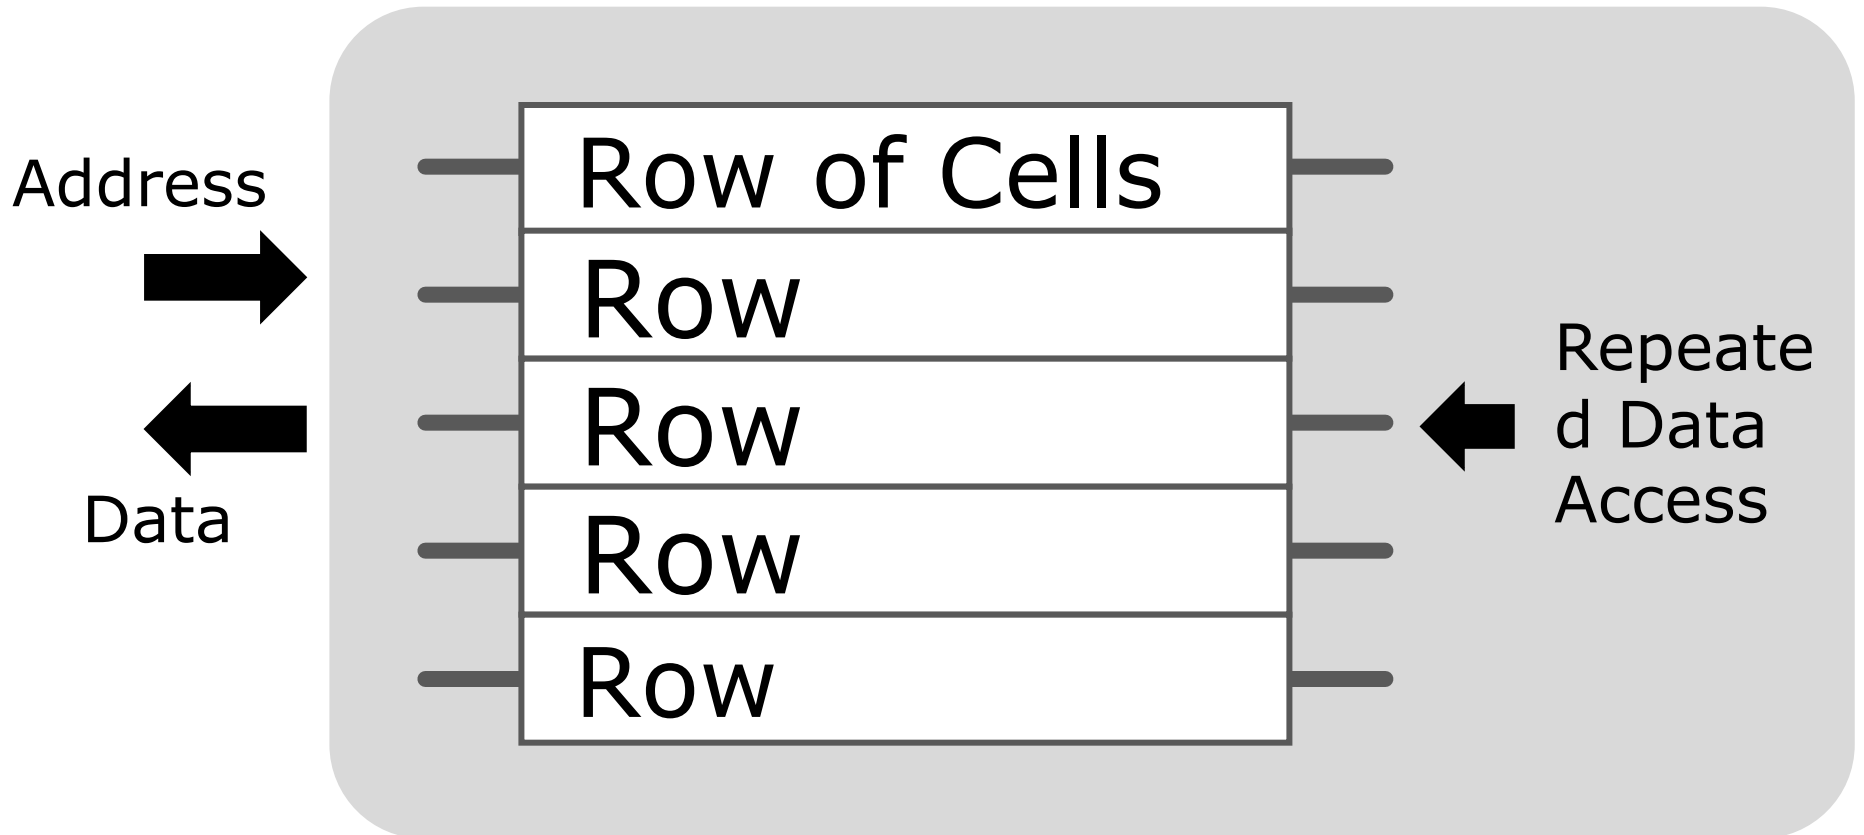 Address
Data
Row of Cells
Row
Row
Row
Row
Repeate
d Data
Access